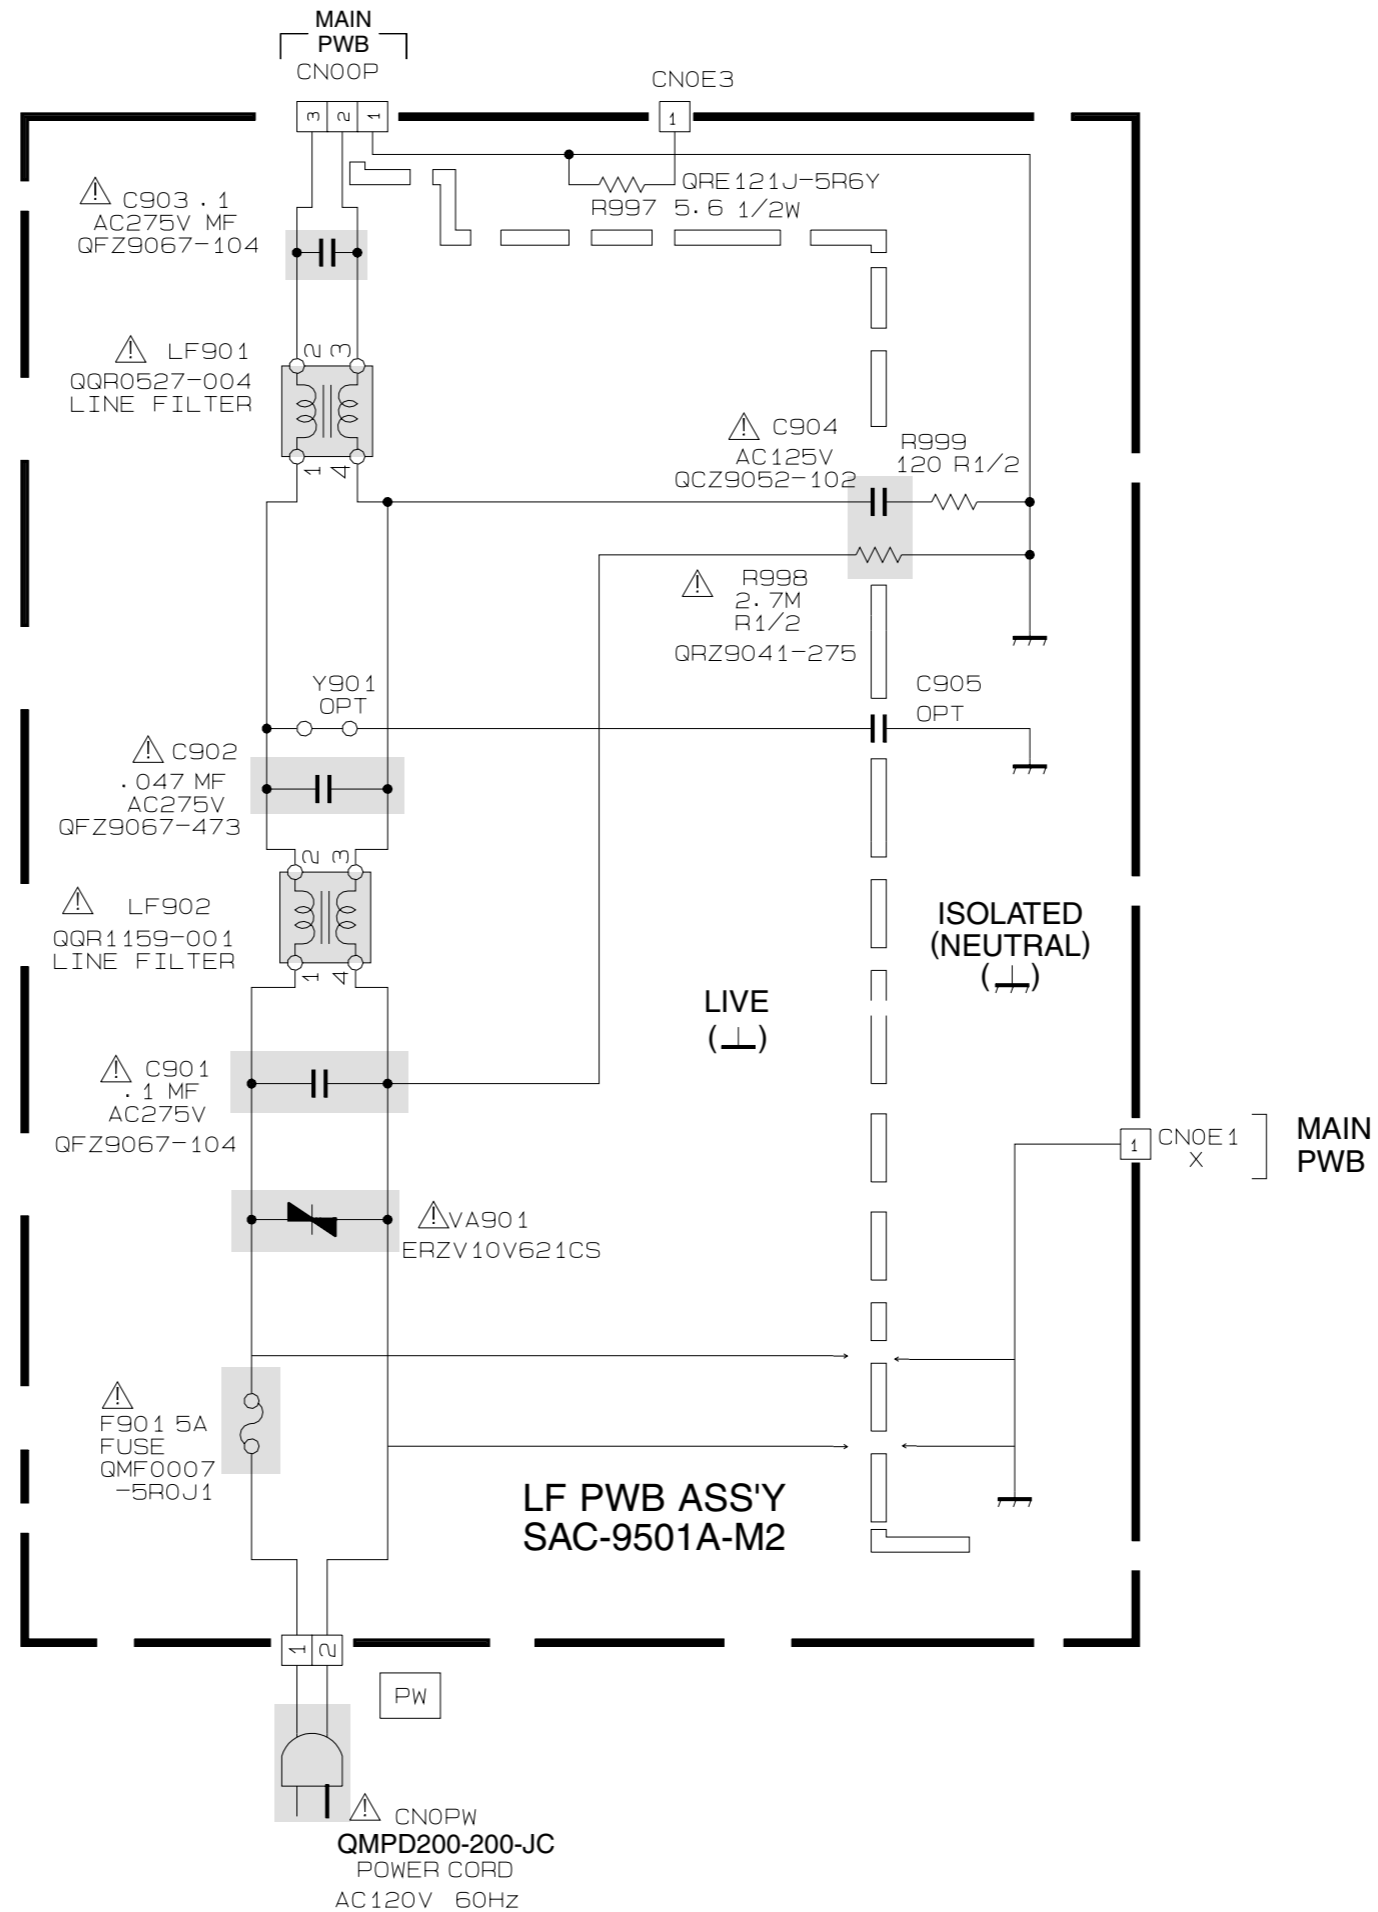 MAIN
PWB
CN00P
CN0E3
3 2 1
1
QRE121J-5R6Y
R997 5.6 1/2W
⚠ C903 .1
AC275V MF
QFZ9067-104
⚠ LF901
QQR0527-004
LINE FILTER
2 3
1 4
⚠ C904
AC125V
QCZ9052-102
R999
120 R1/2
⚠ R998
2.7M
R1/2
QRZ9041-275
Y901
OPT
C905
OPT
⚠ C902
.047 MF
AC275V
QFZ9067-473
2 3
⚠ LF902
QQR1159-001
LINE FILTER
1 4
ISOLATED
(NEUTRAL)
( )
LIVE
( )
⚠ C901
.1 MF
AC275V
QFZ9067-104
1 CN0E1
X
MAIN
PWB
⚠VA901
ERZV10V621CS
⚠
F901 5A
FUSE
QMF0007
-5R0J1
LF PWB ASS'Y
SAC-9501A-M2
1 2
PW
⚠ CN0PW
QMPD200-200-JC
POWER CORD
AC120V 60Hz